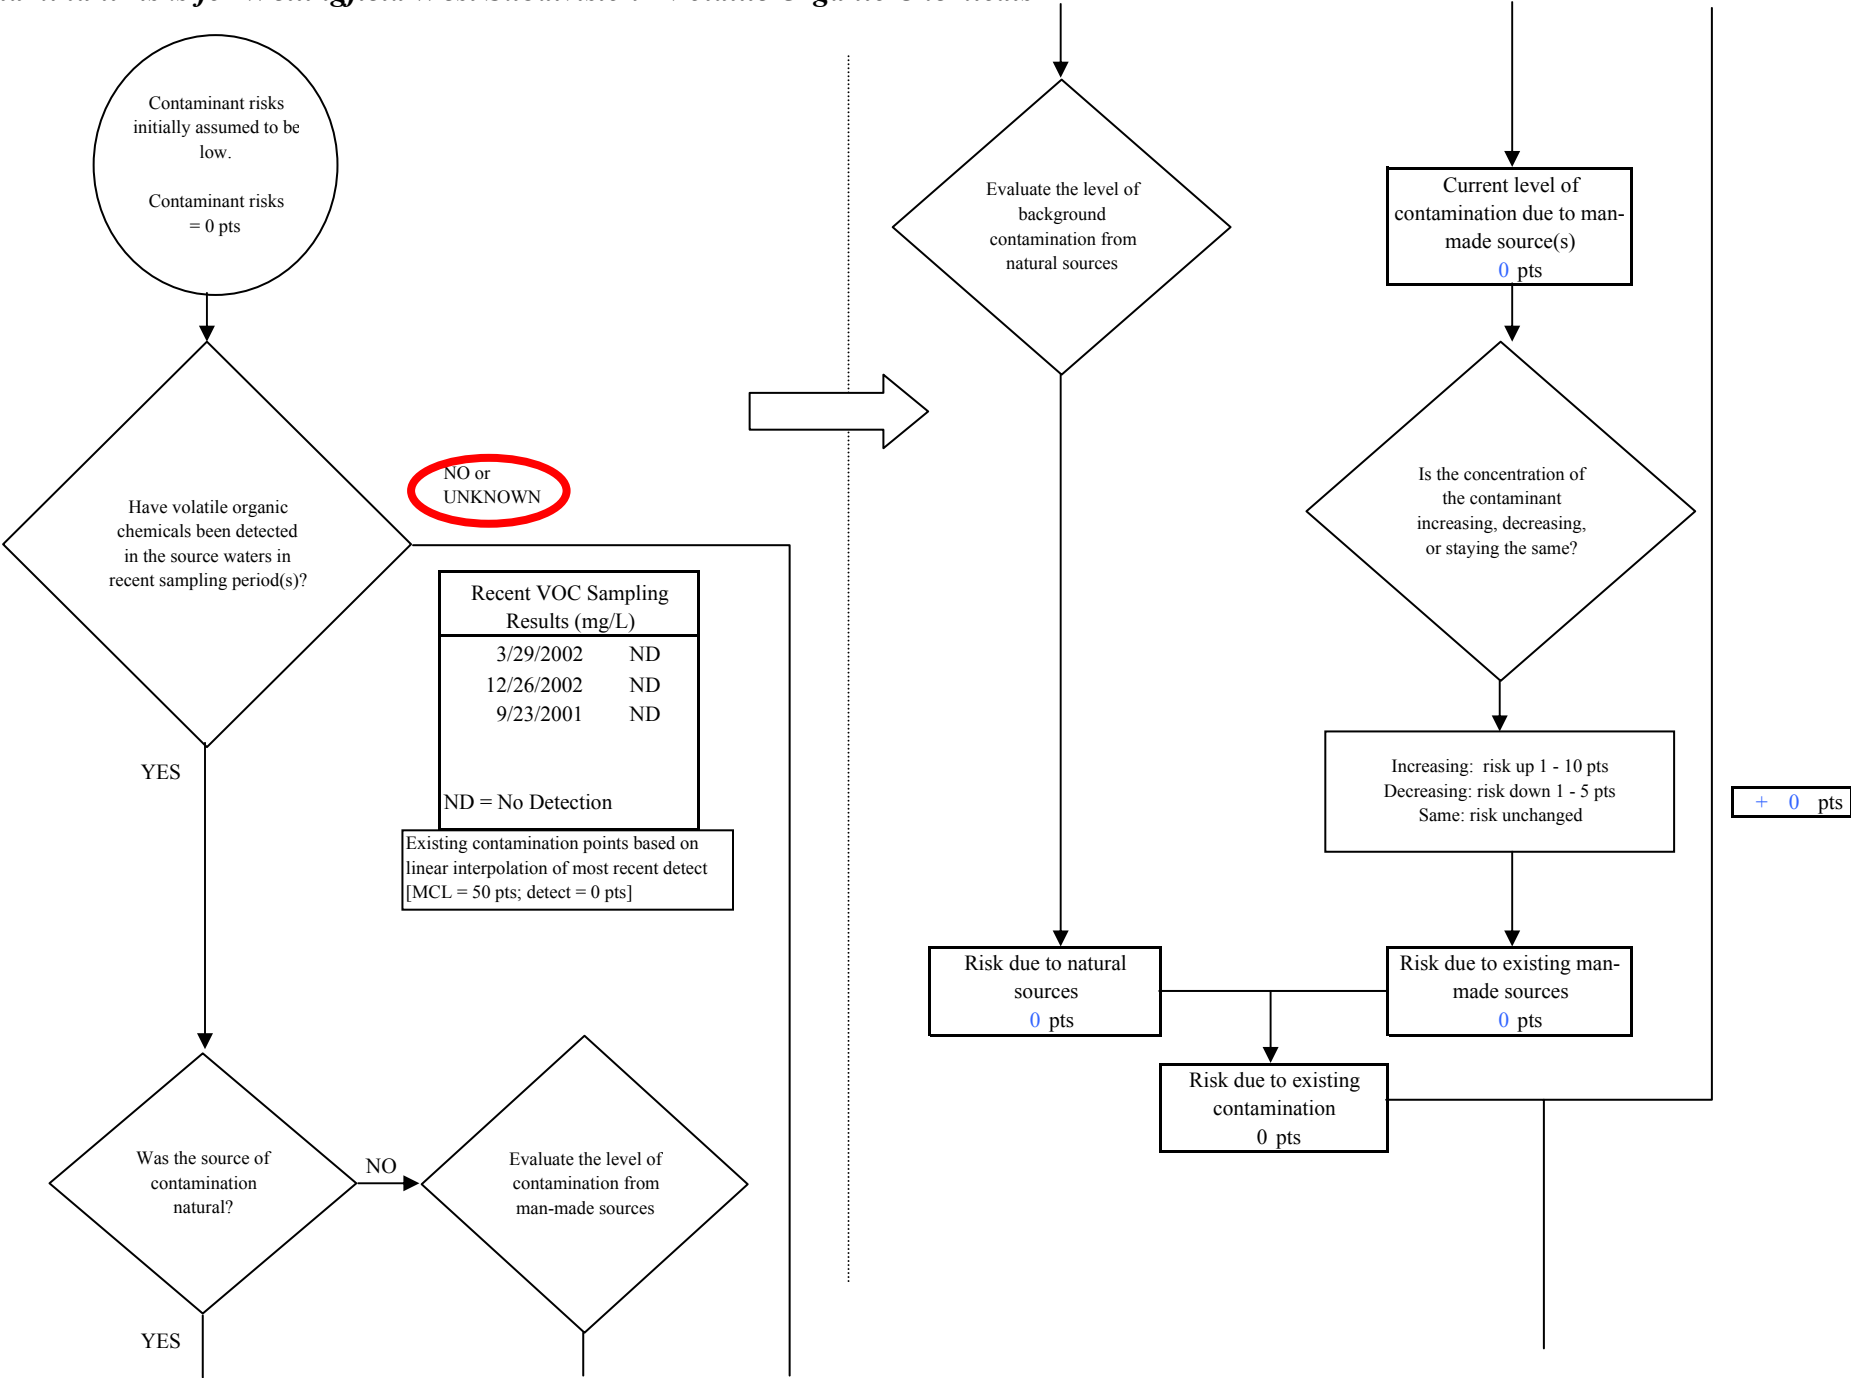 for Wellingfield West Subdivision
Contaminant risks
initially assumed to be
low.
Contaminant risks
= 0 pts
Have volatile organic
chemicals been detected
in the source waters in
recent sampling period(s)?
NO or
UNKNOWN
Recent VOC Sampling
Results (mg/L)
3/29/2002 ND
12/26/2002 ND
9/23/2001 ND
ND = No Detection
Existing contamination points based on
linear interpolation of most recent detect
[MCL = 50 pts; detect = 0 pts]
YES
Was the source of
contamination
natural?
NO
Evaluate the level of
contamination from
man-made sources
YES
Evaluate the level of
background
contamination from
natural sources
Current level of
contamination due to man-
made source(s)
0 pts
Is the concentration of
the contaminant
increasing, decreasing,
or staying the same?
Increasing: risk up 1 - 10 pts
Decreasing: risk down 1 - 5 pts
Same: risk unchanged
+ 0 pts
Risk due to natural
sources
0 pts
Risk due to existing man-
made sources
0 pts
Risk due to existing
contamination
0 pts